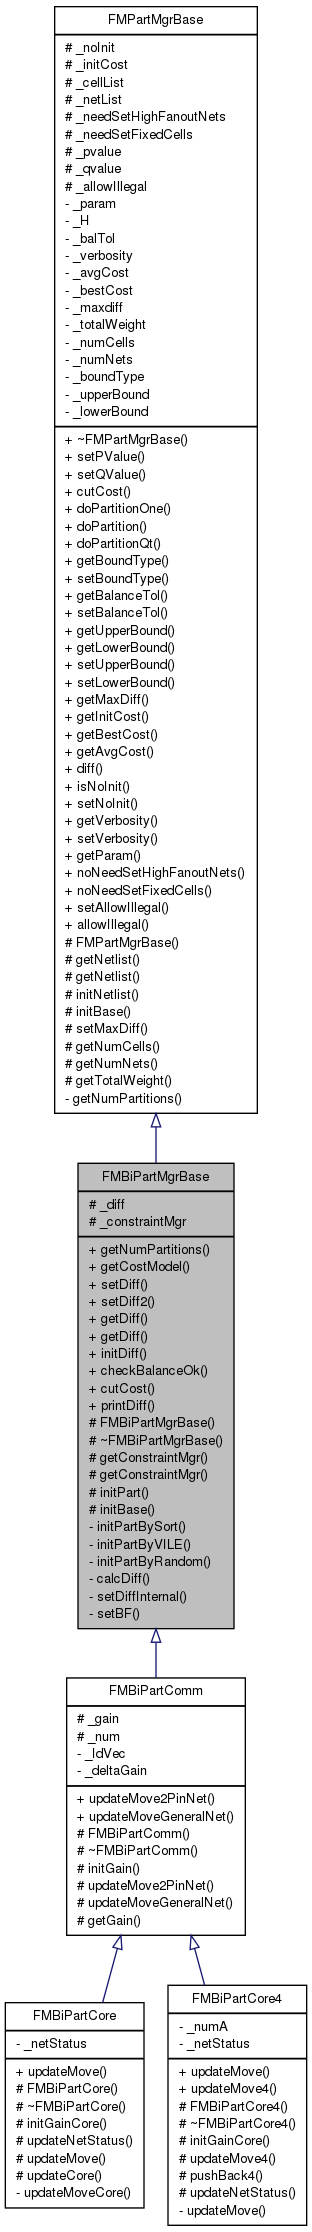 FMPartMgrBase
# _noInit
# _initCost
# _cellList
# _netList
# _needSetHighFanoutNets
# _needSetFixedCells
# _pvalue
# _qvalue
# _allowIllegal
- _param
- _H
- _balTol
- _verbosity
- _avgCost
- _bestCost
- _maxdiff
- _totalWeight
- _numCells
- _numNets
- _boundType
- _upperBound
- _lowerBound
+ ~FMPartMgrBase()
+ setPValue()
+ setQValue()
+ cutCost()
+ doPartitionOne()
+ doPartition()
+ doPartitionQt()
+ getBoundType()
+ setBoundType()
+ getBalanceTol()
+ setBalanceTol()
+ getUpperBound()
+ getLowerBound()
+ setUpperBound()
+ setLowerBound()
+ getMaxDiff()
+ getInitCost()
+ getBestCost()
+ getAvgCost()
+ diff()
+ isNoInit()
+ setNoInit()
+ getVerbosity()
+ setVerbosity()
+ getParam()
+ noNeedSetHighFanoutNets()
+ noNeedSetFixedCells()
+ setAllowIllegal()
+ allowIllegal()
# FMPartMgrBase()
# getNetlist()
# getNetlist()
# initNetlist()
# initBase()
# setMaxDiff()
# getNumCells()
# getNumNets()
# getTotalWeight()
- getNumPartitions()
FMBiPartMgrBase
# _diff
# _constraintMgr
+ getNumPartitions()
+ getCostModel()
+ setDiff()
+ setDiff2()
+ getDiff()
+ getDiff()
+ initDiff()
+ checkBalanceOk()
+ cutCost()
+ printDiff()
# FMBiPartMgrBase()
# ~FMBiPartMgrBase()
# getConstraintMgr()
# getConstraintMgr()
# initPart()
# initBase()
- initPartBySort()
- initPartByVILE()
- initPartByRandom()
- calcDiff()
- setDiffInternal()
- setBF()
FMBiPartComm
# _gain
# _num
- _IdVec
- _deltaGain
+ updateMove2PinNet()
+ updateMoveGeneralNet()
# FMBiPartComm()
# ~FMBiPartComm()
# initGain()
# updateMove2PinNet()
# updateMoveGeneralNet()
# getGain()
FMBiPartCore
- _netStatus
+ updateMove()
# FMBiPartCore()
# ~FMBiPartCore()
# initGainCore()
# updateNetStatus()
# updateMove()
# updateCore()
- updateMoveCore()
FMBiPartCore4
- _numA
- _netStatus
+ updateMove()
+ updateMove4()
# FMBiPartCore4()
# ~FMBiPartCore4()
# initGainCore()
# updateMove4()
# pushBack4()
# updateNetStatus()
- updateMove()